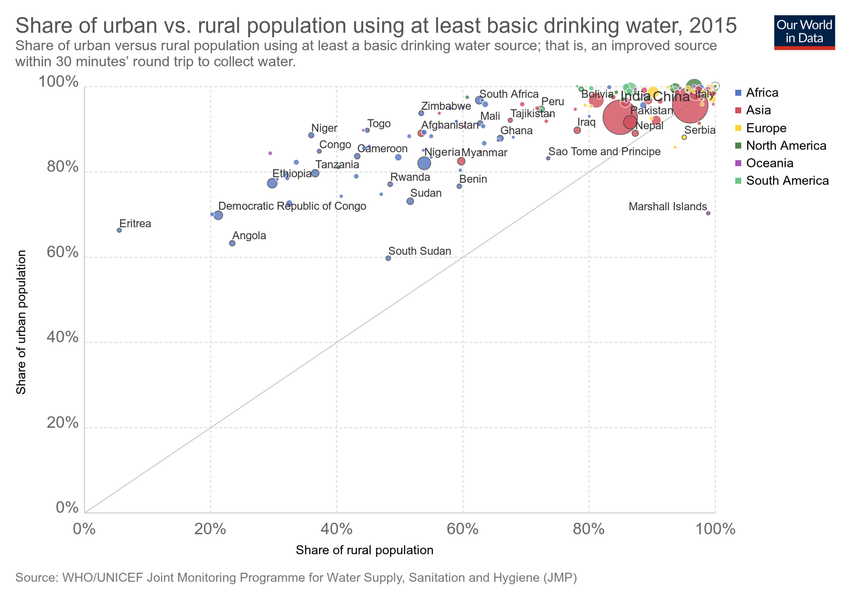 Share of urban vs. rural population using at least basic drinking water, 2015
Share of urban versus rural population using at least a basic drinking water source; that is, an improved source
within 30 minutes' round trip to collect water.
Our World
in Data
100%
80%
60%
40%
20%
0%
Share of urban population
0%
20%
40%
60%
80%
100%
Share of rural population
South Africa
Bolivia
India
China
Italy
Zimbabwe
Peru
Mali
Tajikistan
Pakistan
Niger
Togo
Afghanistan
Ghana
Iraq
Nepal
Serbia
Congo
Cameroon
Nigeria
Myanmar
Sao Tome and Principe
Tanzania
Ethiopia
Rwanda
Benin
Sudan
Democratic Republic of Congo
Marshall Islands
Eritrea
Angola
South Sudan
Africa
Asia
Europe
North America
Oceania
South America
Source: WHO/UNICEF Joint Monitoring Programme for Water Supply, Sanitation and Hygiene (JMP)